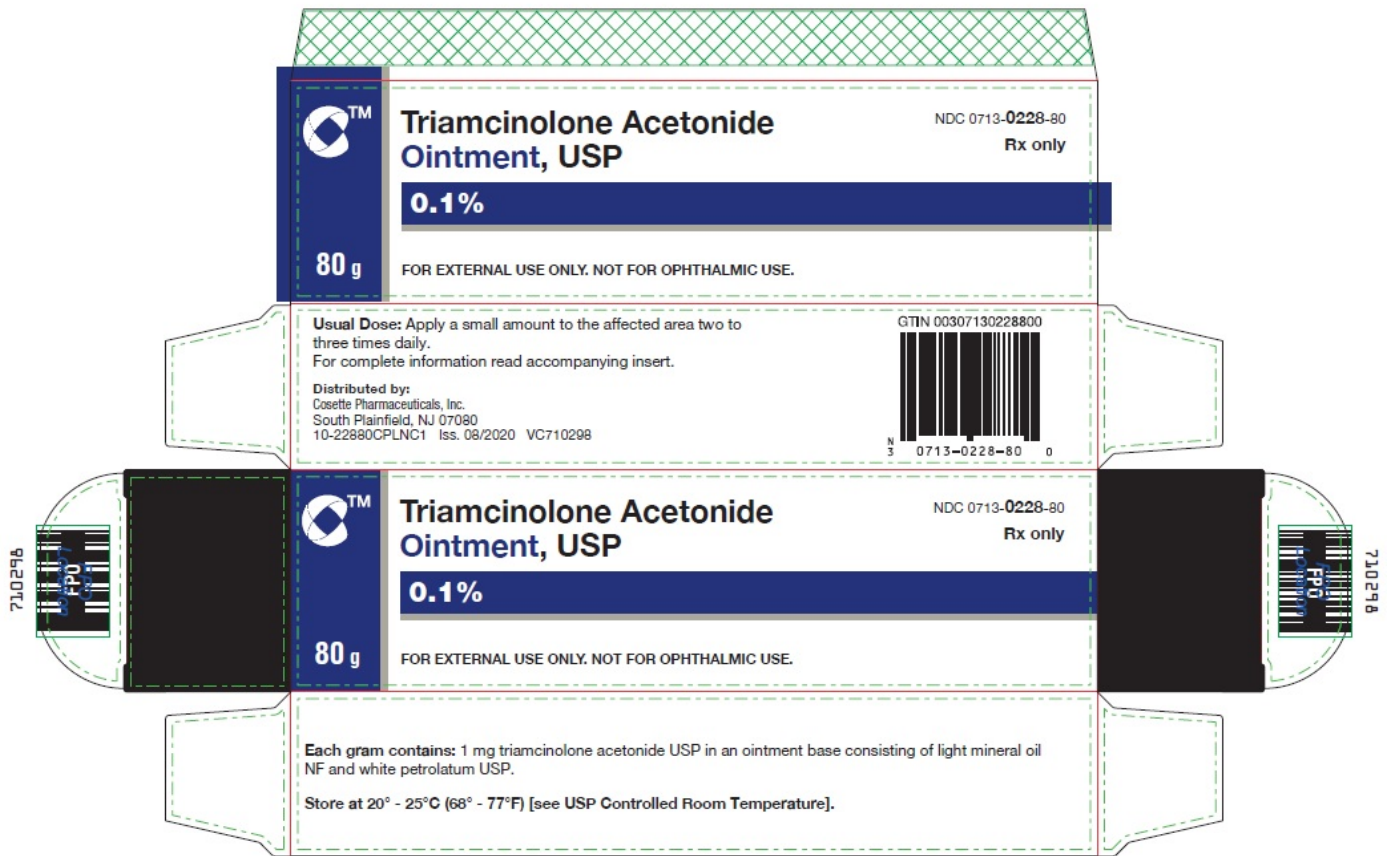 TM
Triamcinolone Acetonide
Ointment, USP
NDC 0713-0228-80
Rx only
0.1%
80 g
FOR EXTERNAL USE ONLY. NOT FOR OPHTHALMIC USE.
Usual Dose: Apply a small amount to the affected area two to
three times daily.
For complete information read accompanying insert.
Distributed by:
Cosette Pharmaceuticals, Inc.
South Plainfield, NJ 07080
10-22880CPLNC1 Iss. 08/2020 VC710298
GTIN 00307130228800
N
3 0713-0228-80 0
TM
Triamcinolone Acetonide
Ointment, USP
NDC 0713-0228-80
Rx only
0.1%
80 g
FOR EXTERNAL USE ONLY. NOT FOR OPHTHALMIC USE.
710298
FPO
FPO
710298
Each gram contains: 1 mg triamcinolone acetonide USP in an ointment base consisting of light mineral oil
NF and white petrolatum USP.
Store at 20° - 25°C (68° - 77°F) [see USP Controlled Room Temperature].